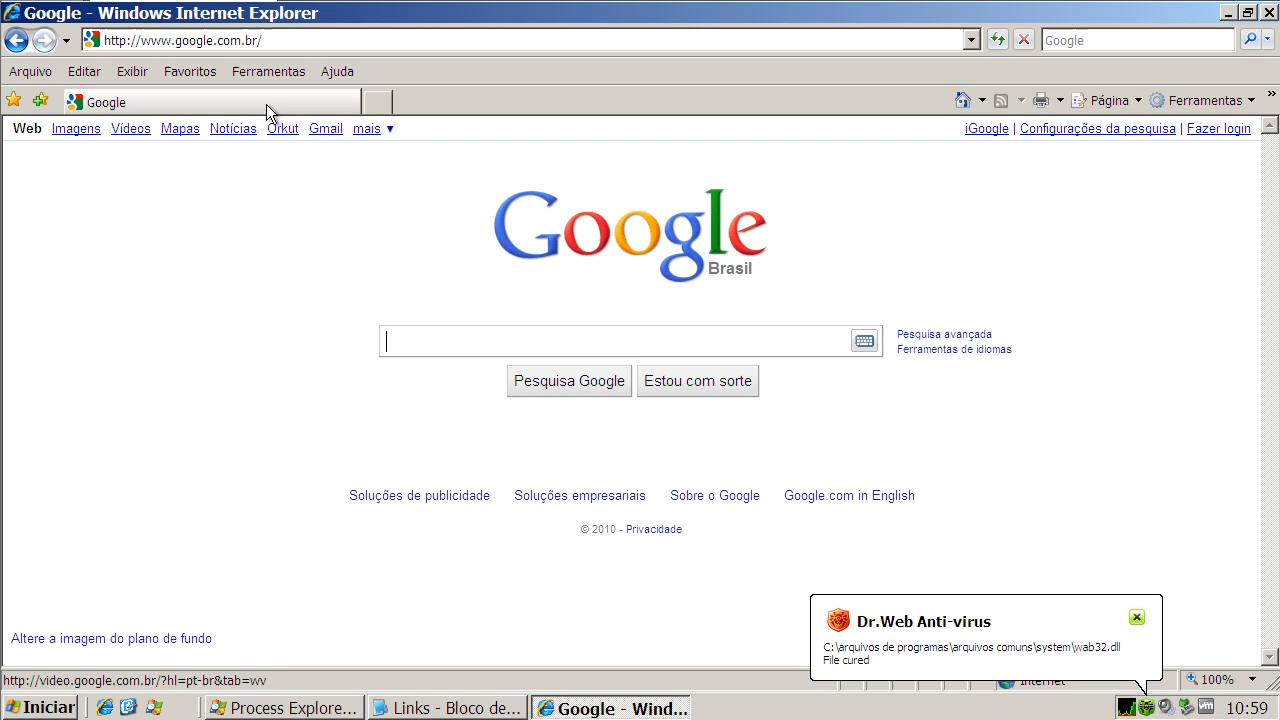 Google - Windows Internet Explorer
http://www.google.com.br/
Google
Arquivo Editar Exibir Favoritos Ferramentas Ajuda
Google
Página Ferramentas »
Web Imagens Vídeos Mapas Notícias Orkut Gmail mais ▼
iGoogle | Configurações da pesquisa | Fazer login
Google
Brasil
Pesquisa avançada
Ferramentas de idiomas
Pesquisa Google Estou com sorte
Soluções de publicidade Soluções empresariais Sobre o Google Google.com in English
© 2010 - Privacidade
Altere a imagem do plano de fundo
Dr.Web Anti-virus
C:\arquivos de programas\arquivos comuns\system\wab32.dll
File cured
http://video.google.com.br/?hl=pt-br&tab=wv
Internet
100%
Iniciar
Process Explore...
Links - Bloco de...
Google - Wind...
10:59